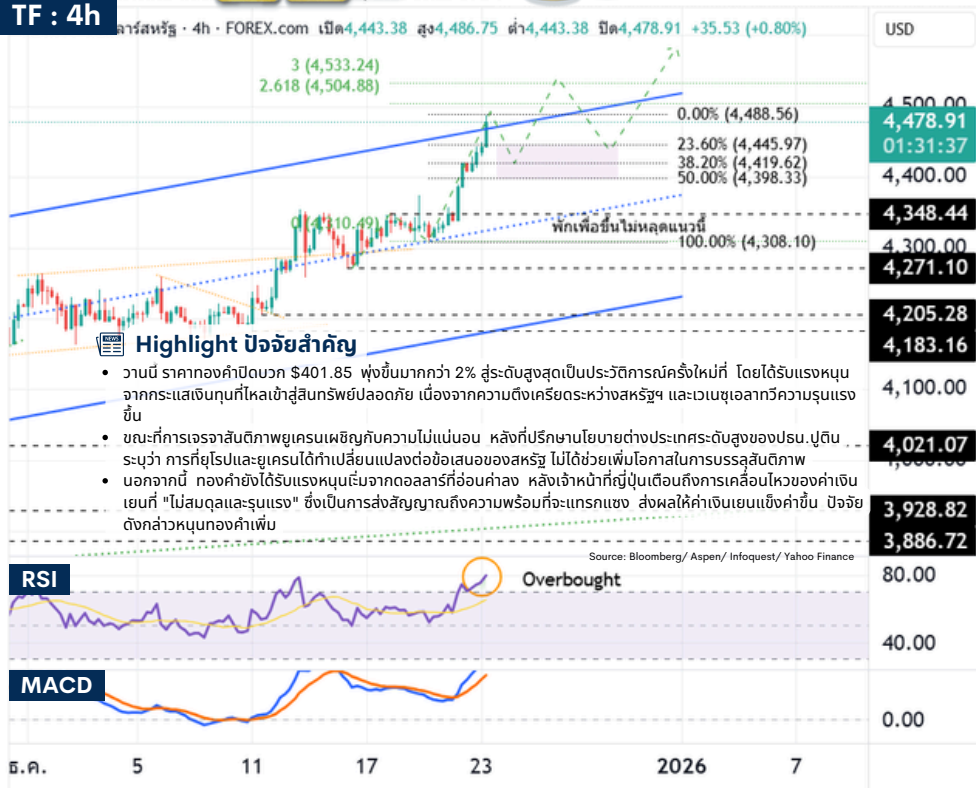 TF : 4h
ลาร์สหรัฐ · 4h · FOREX.com เปิด4,443.38 สูง4,486.75 ต่ำ4,443.38 ปิด4,478.91 +35.53 (+0.80%)
USD
3 (4,533.24)
2.618 (4,504.88)
4,500.00
0.00% (4,488.56)
4,478.91
01:31:37
23.60% (4,445.97)
38.20% (4,419.62)
50.00% (4,398.33)
4,400.00
4,348.44
พักเพื่อขึ้นไม่หลุดแนวนี้
100.00% (4,308.10)
4,300.00
4,271.10
4,205.28
4,183.16
Highlight ปัจจัยสำคัญ
• วานนี้ ราคาทองคำปิดบวก $401.85 พุ่งขึ้นมากกว่า 2% สู่ระดับสูงสุดเป็นประวัติการณ์ครั้งใหม่ที่ โดยได้รับแรงหนุน
จากกระแสเงินทุนที่ไหลเข้าสู่สินทรัพย์ปลอดภัย เนื่องจากความตึงเครียดระหว่างสหรัฐฯ และเวเนซุเอลาทวีความรุนแรง
ขึ้น
4,100.00
• ขณะที่การเจรจาสันติภาพยูเครนเผชิญกับความไม่แน่นอน หลังที่ปรึกษานโยบายต่างประเทศระดับสูงของปธน.ปูติน
ระบุว่า การที่ยุโรปและยูเครนได้ทำเปลี่ยนแปลงต่อข้อเสนอของสหรัฐ ไม่ได้ช่วยเพิ่มโอกาสในการบรรลุสันติภาพ
4,021.07
• นอกจากนี้ ทองคำยังได้รับแรงหนุนเริ่มจากดอลลาร์ที่อ่อนค่าลง หลังเจ้าหน้าที่ญี่ปุ่นเตือนถึงการเคลื่อนไหวของค่าเงิน
เยนที่ "ไม่สมดุลและรุนแรง" ซึ่งเป็นการส่งสัญญาณถึงความพร้อมที่จะแทรกแซง ส่งผลให้ค่าเงินเยนแข็งค่าขึ้น ปัจจัย
ดังกล่าวหนุนทองคำเพิ่ม
3,928.82
3,886.72
Source: Bloomberg/ Aspen/ Infoquest/ Yahoo Finance
RSI
Overbought
80.00
40.00
MACD
0.00
ธ.ค. 5 11 17 23 2026 7